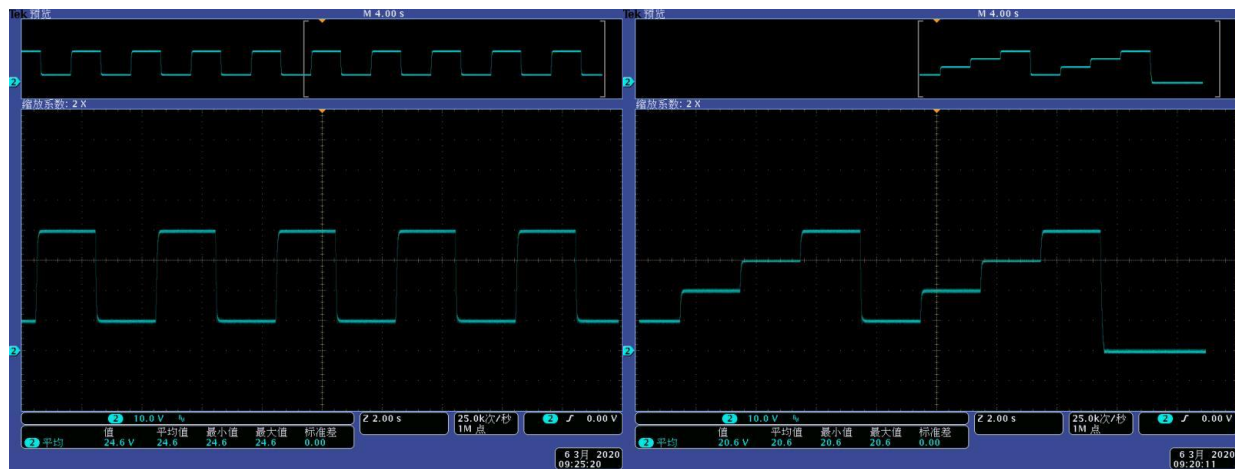 Tek 预览
M 4.00 s
2
缩放系数: 2 X
2
2 10.0 V
Z 2.00 s
25.0k次/秒
1M 点
2 0.00 V
值 平均值 最小值 最大值 标准差
2 平均 24.6 V 24.6 24.6 24.6 0.00
6 3月 2020
09:25:20
Tek 预览
M 4.00 s
2
缩放系数: 2 X
2
2 10.0 V
Z 2.00 s
25.0k次/秒
1M 点
2 0.00 V
值 平均值 最小值 最大值 标准差
2 平均 20.6 V 20.6 20.6 20.6 0.00
6 3月 2020
09:20:11